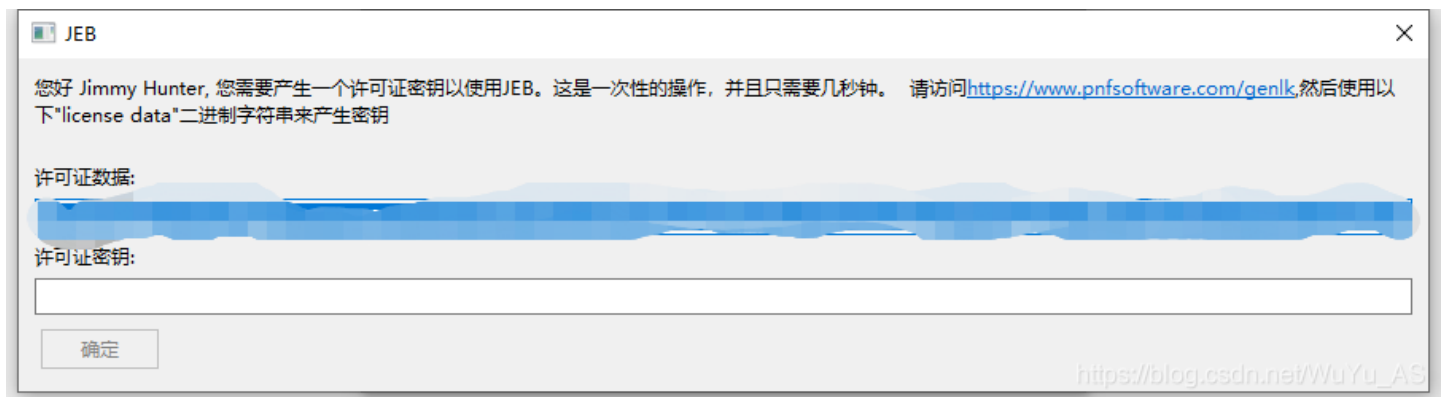 JEB
您好 Jimmy Hunter, 您需要产生一个许可证密钥以使用JEB。这是一次性的操作，并且只需要几秒钟。 请访问https://www.pnfsoftware.com/genlk,然后使用以
下"license data"二进制字符串来产生密钥
许可证数据:
许可证密钥:
确定
https://blog.csdn.net/WuYu_AS